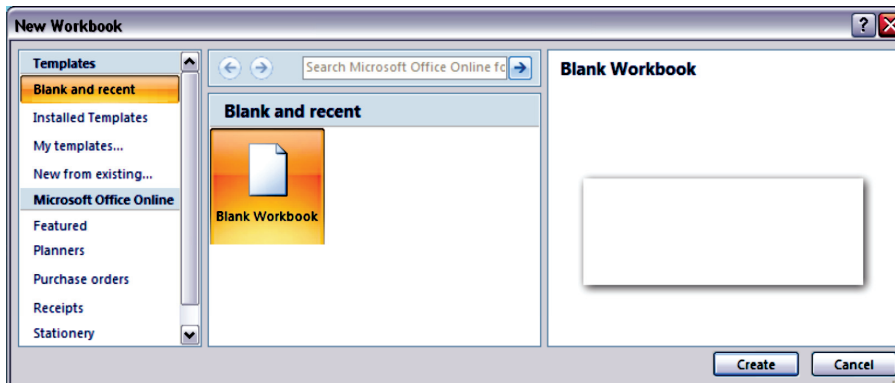 New Workbook
?
Templates
Blank and recent
Installed Templates
My templates...
New from existing...
Microsoft Office Online
Featured
Planners
Purchase orders
Receipts
Stationery
Search Microsoft Office Online fo
Blank and recent
Blank Workbook
Blank Workbook
Create
Cancel